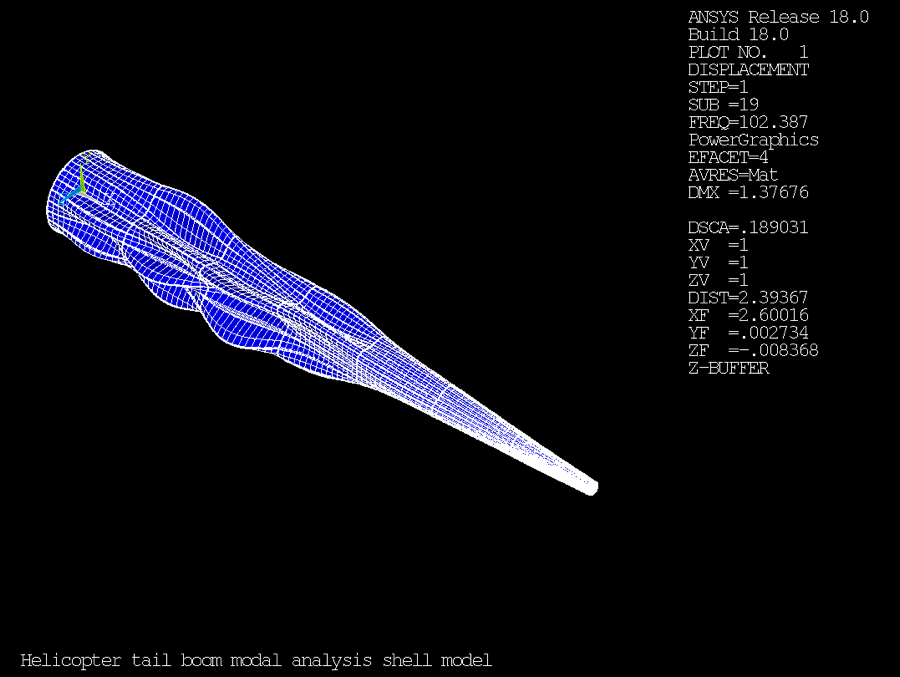 ANSYS Release 18.0
Build 18.0
PLOT NO. 1
DISPLACEMENT
STEP=1
SUB =19
FREQ=102.387
PowerGraphics
EFACET=4
AVRES=Mat
DMX =1.37676
DSCA=.189031
XV =1
YV =1
ZV =1
DIST=2.39367
XF =2.60016
YF =.002734
ZF =-.008368
Z-BUFFER
Helicopter tail boom modal analysis shell model